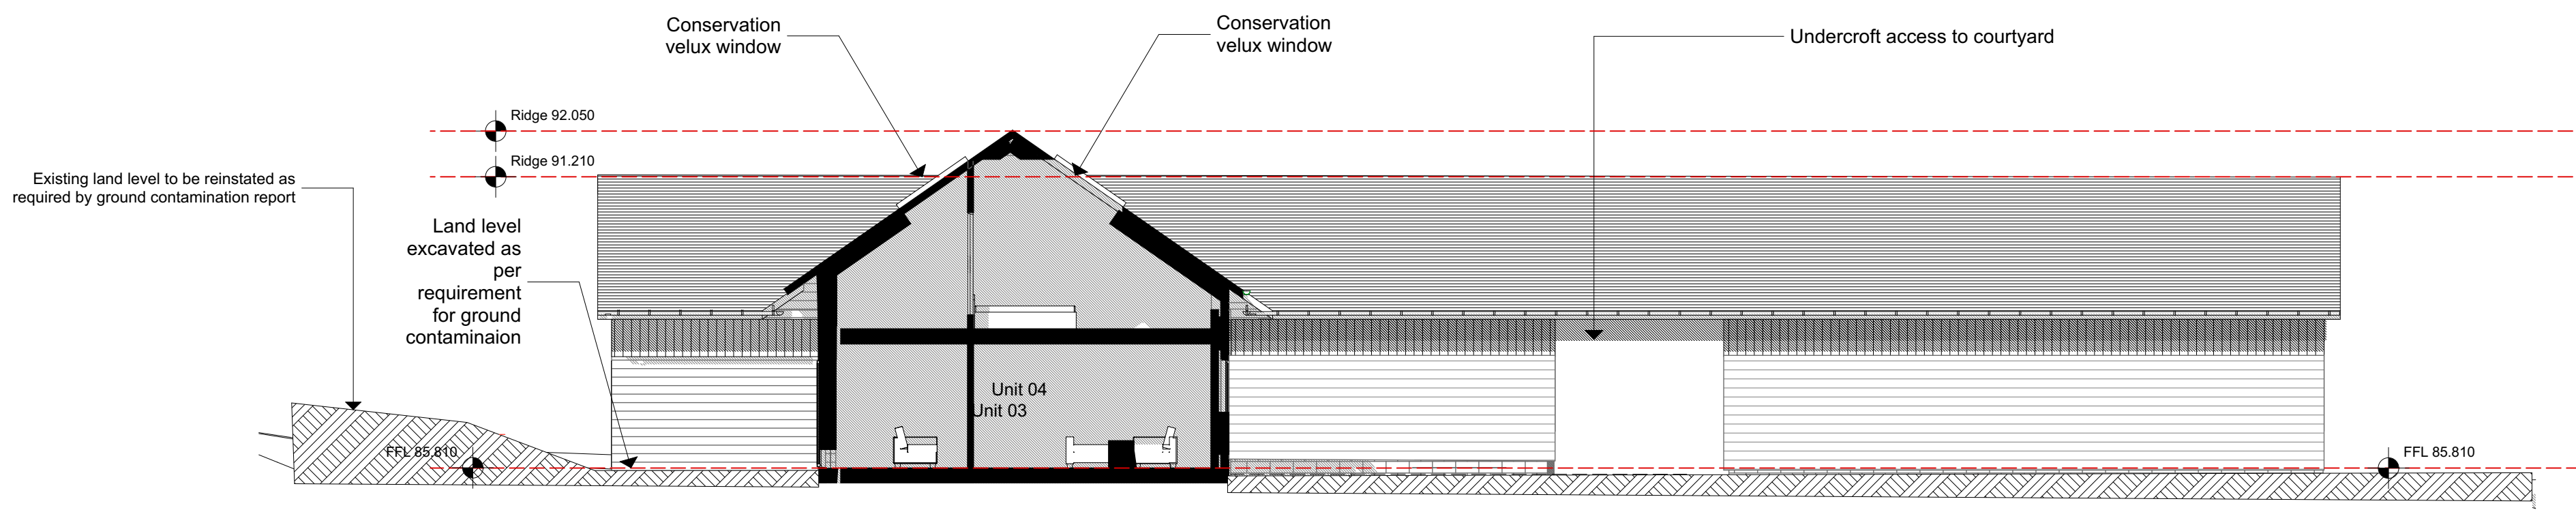 Conservation
velux window
Conservation
velux window
Undercroft access to courtyard
Ridge 92.050
Ridge 91.210
Existing land level to be reinstated as
required by ground contamination report
Land level
excavated as
per
requirement
for ground
contaminaion
Unit 04
Unit 03
FFL 85.810
FFL 85.810